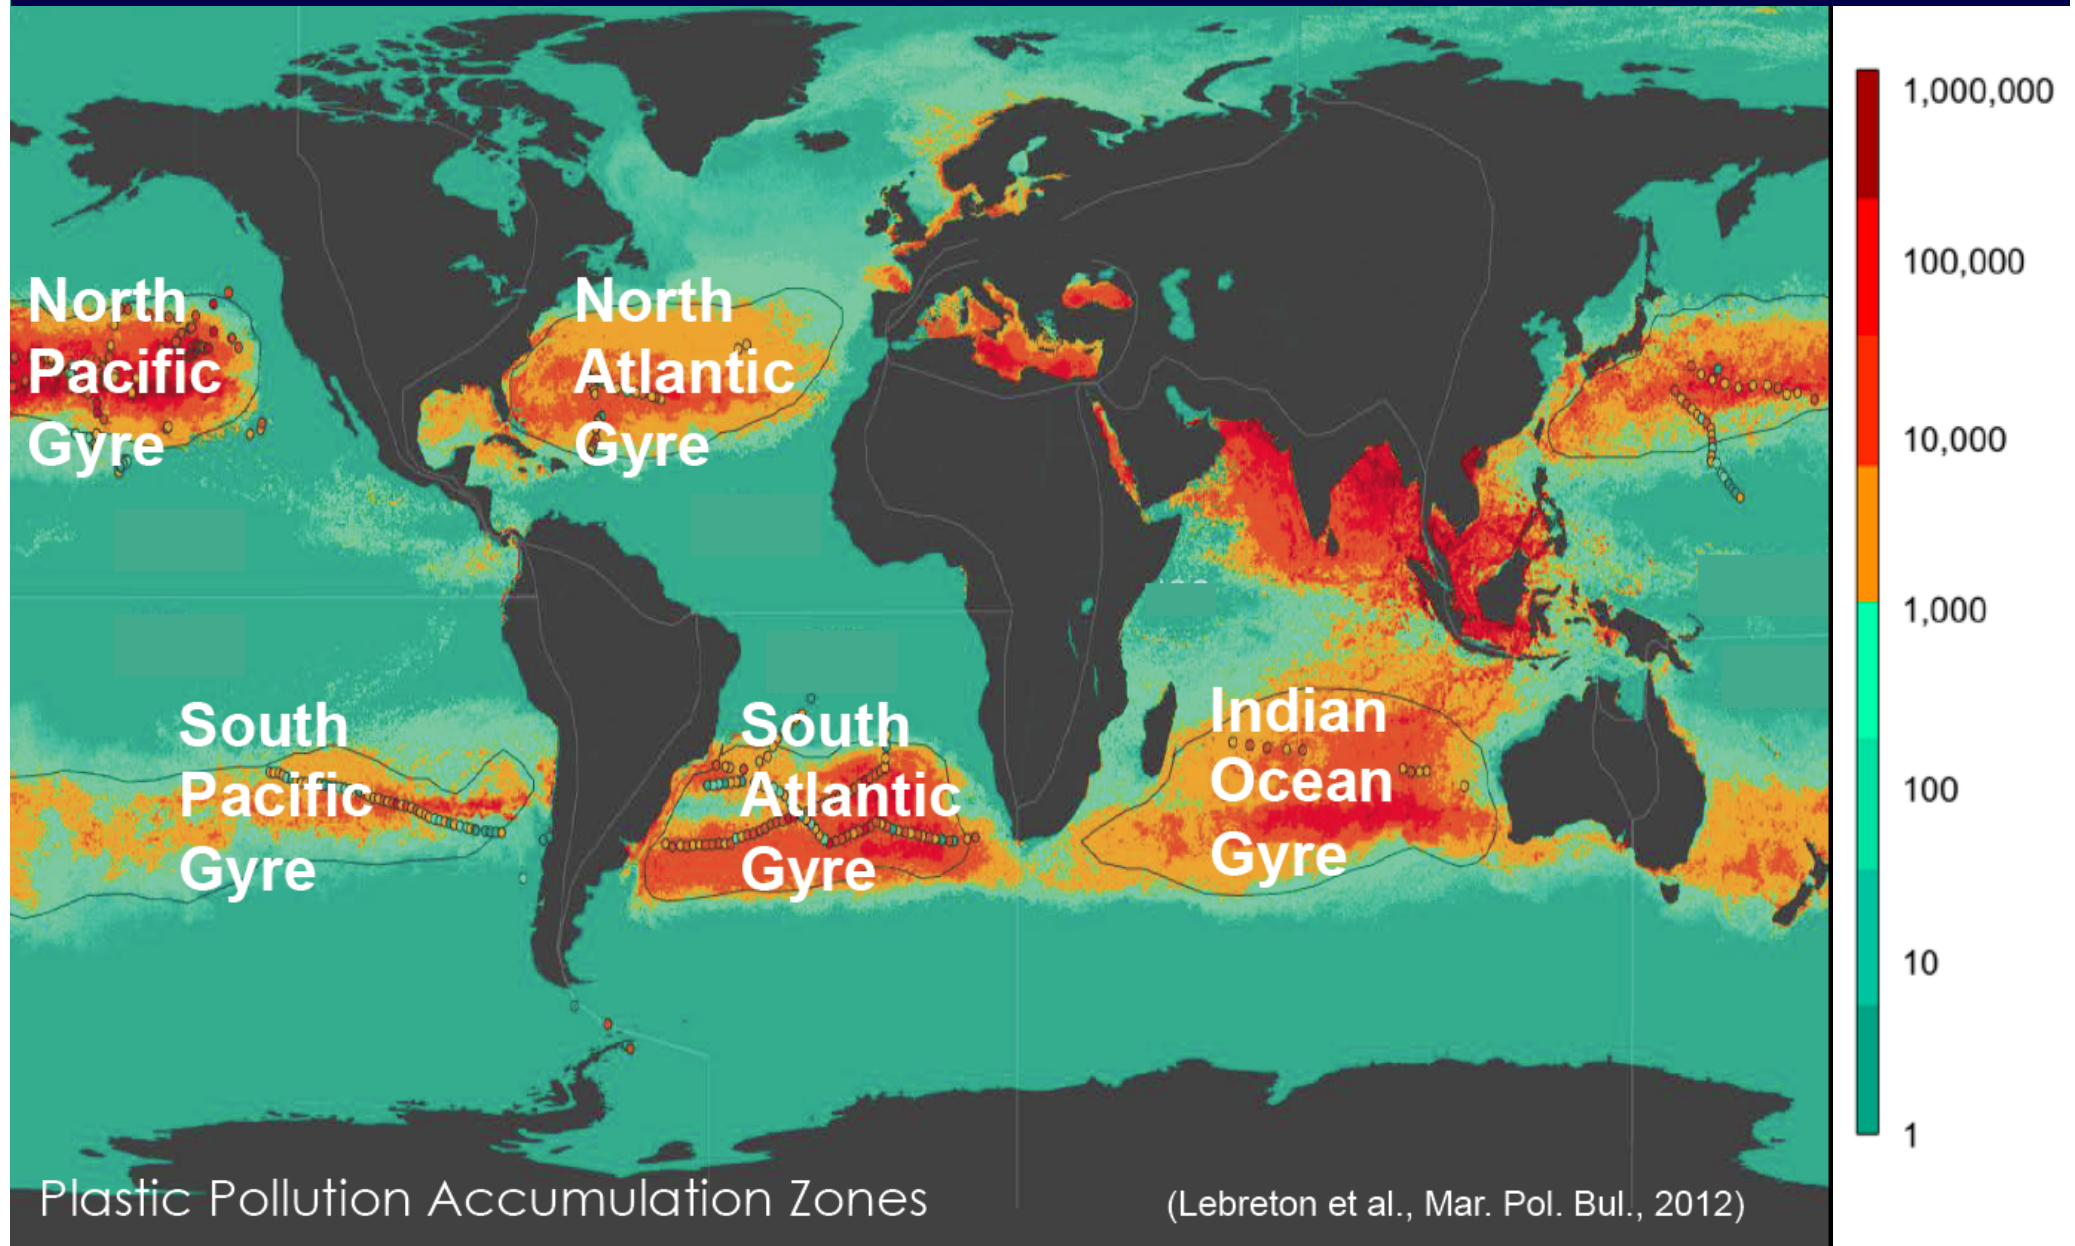 North
Pacific
Gyre
North
Atlantic
Gyre
South
Pacific
Gyre
South
Atlantic
Gyre
Indian
Ocean
Gyre
1,000,000
100,000
10,000
1,000
100
10
1
Plastic Pollution Accumulation Zones
(Lebreton et al., Mar. Pol. Bul., 2012)